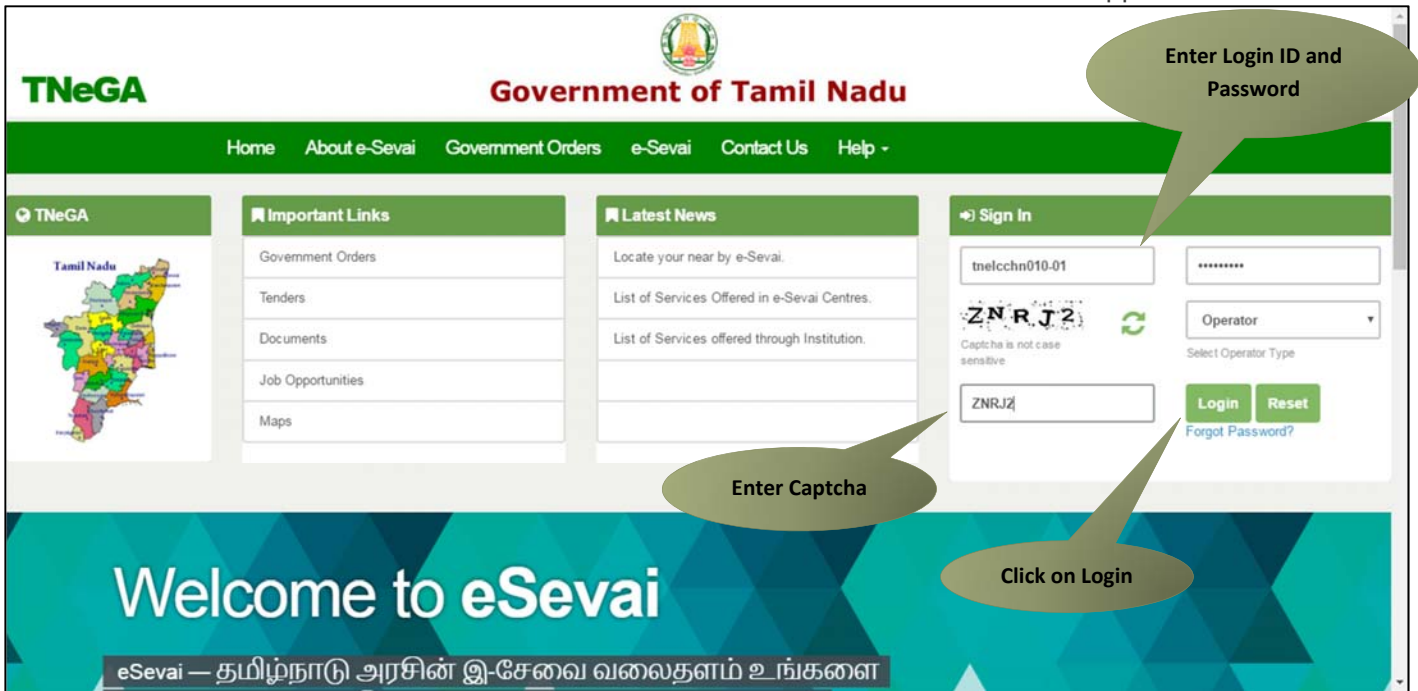 TNeGA
Government of Tamil Nadu
Enter Login ID and
Password
Home About e-Sevai Government Orders e-Sevai Contact Us Help
TNeGA
Tamil Nadu
Important Links
Government Orders
Tenders
Documents
Job Opportunities
Maps
Latest News
Locate your near by e-Sevai.
List of Services Offered in e-Sevai Centres.
List of Services offered through Institution.
Sign In
tnelcchn010-01
•••••••••
ZNRJ2
Captcha is not case
sensitive
Operator
Select Operator Type
ZNRJ2
Login Reset
Forgot Password?
Enter Captcha
Click on Login
Welcome to eSevai
eSevai — தமிழ்நாடு அரசின் இ-சேவை வலைதளம் உங்களை